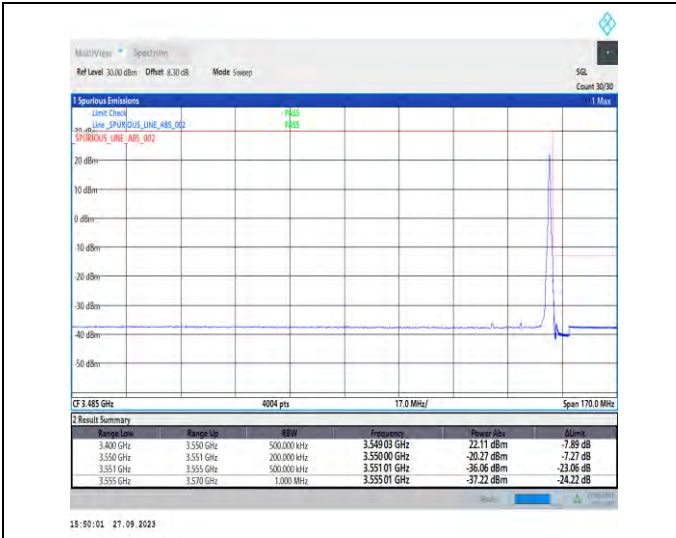 MultiView Spectrum
Ref Level 30.00 dBm Offset 8.30 dB Mode Sweep SGL
Count 30/30
1 Spurious Emissions 1 Max
Limit Check PASS
Line _SPURIOUS_LINE_ABS_002 PASS
_SPURIOUS_LINE_ABS_002
20 dBm
10 dBm
0 dBm
-10 dBm
-20 dBm
-30 dBm
-40 dBm
-50 dBm
CF 3.485 GHz 4004 pts 17.0 MHz/ Span 170.0 MHz
2 Result Summary
Range Low Range Up RBW Frequency Power Abs ΔLimit
3.400 GHz 3.550 GHz 500.000 kHz 3.549 03 GHz 22.11 dBm -7.89 dB
3.550 GHz 3.551 GHz 200.000 kHz 3.550 00 GHz -20.27 dBm -7.27 dB
3.551 GHz 3.555 GHz 500.000 kHz 3.551 01 GHz -36.06 dBm -23.06 dB
3.555 GHz 3.570 GHz 1.000 MHz 3.555 01 GHz -37.22 dBm -24.22 dB
15:50:01 27.09.2023